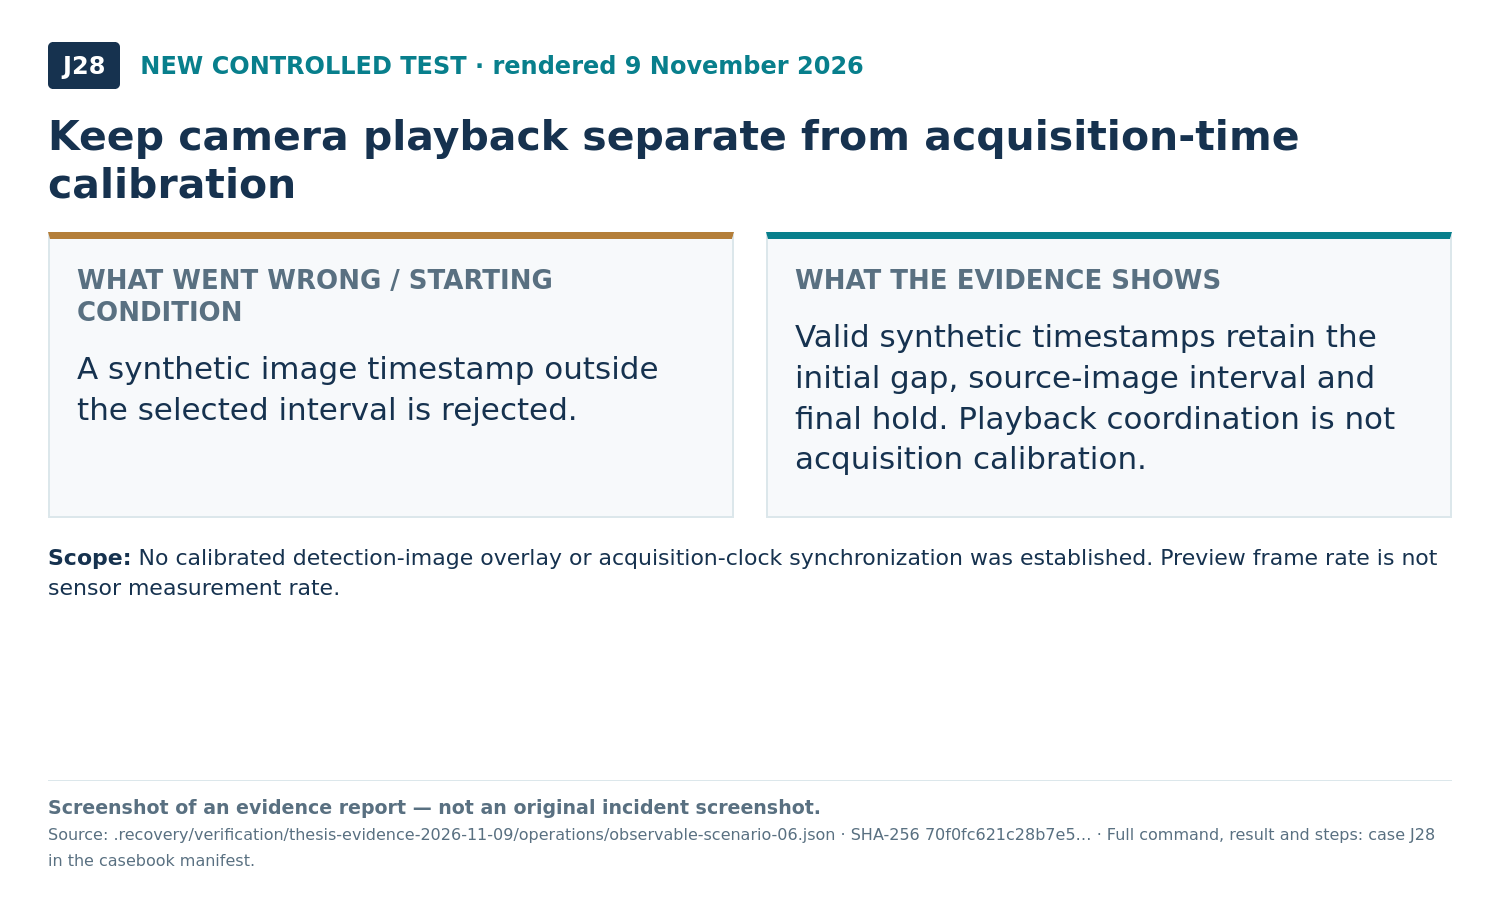 J28
NEW CONTROLLED TEST · rendered 9 November 2026
Keep camera playback separate from acquisition-time
calibration
WHAT WENT WRONG / STARTING
CONDITION
A synthetic image timestamp outside
the selected interval is rejected.
WHAT THE EVIDENCE SHOWS
Valid synthetic timestamps retain the
initial gap, source-image interval and
final hold. Playback coordination is not
acquisition calibration.
Scope: No calibrated detection-image overlay or acquisition-clock synchronization was established. Preview frame rate is not
sensor measurement rate.
Screenshot of an evidence report — not an original incident screenshot.
Source: .recovery/verification/thesis-evidence-2026-11-09/operations/observable-scenario-06.json · SHA-256 70f0fc621c28b7e5… · Full command, result and steps: case J28
in the casebook manifest.